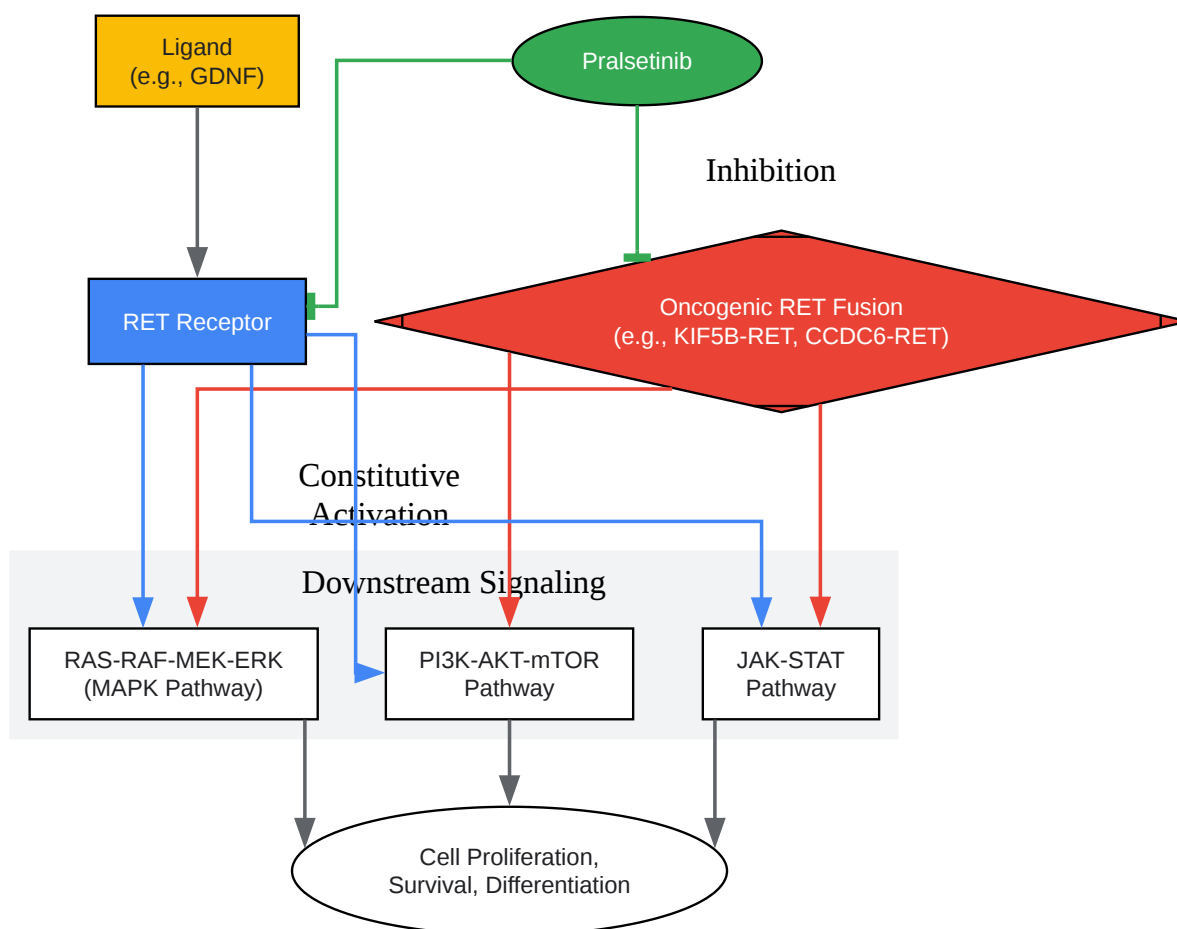 Ligand
(e.g., GDNF)
Pralsetinib
Inhibition
RET Receptor
Oncogenic RET Fusion
(e.g., KIF5B-RET, CCDC6-RET)
Constitutive
Activation
Downstream Signaling
RAS-RAF-MEK-ERK
(MAPK Pathway)
PI3K-AKT-mTOR
Pathway
JAK-STAT
Pathway
Cell Proliferation,
Survival, Differentiation